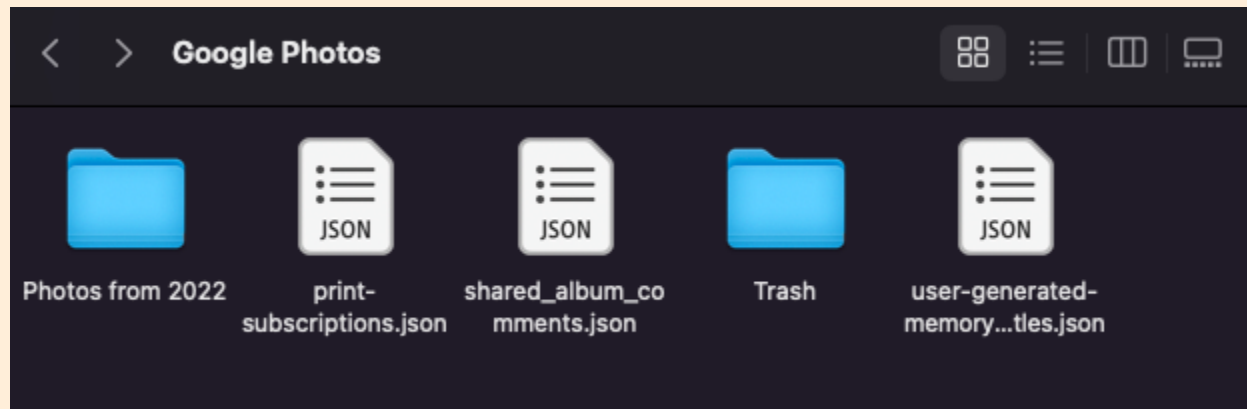 Google Photos
JSON
JSON
JSON
Photos from 2022
print-
subscriptions.json
shared_album_co
mments.json
Trash
user-generated-
memory...tles.json